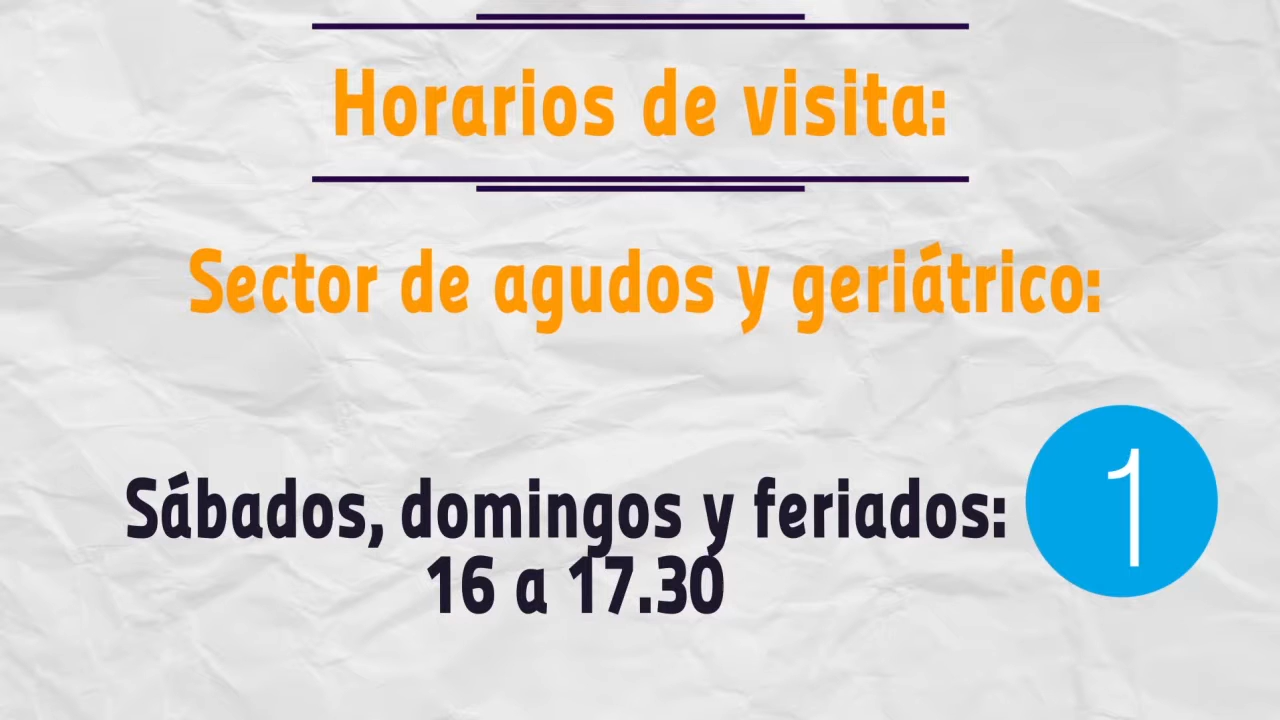 Horarios de visita:
Sector de agudos y geriátrico:
Sábados, domingos y feriados:
16 a 17.30
1